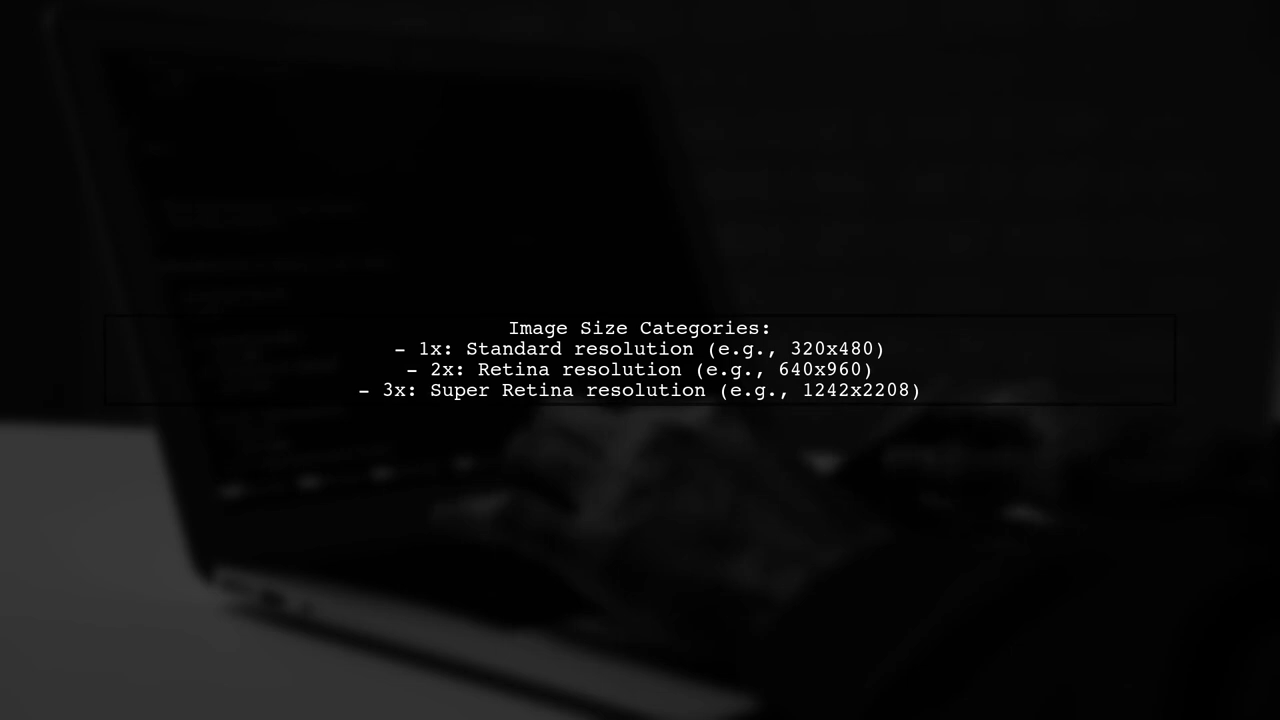 Image Size Categories:
- 1x: Standard resolution (e.g., 320x480)
- 2x: Retina resolution (e.g., 640x960)
- 3x: Super Retina resolution (e.g., 1242x2208)